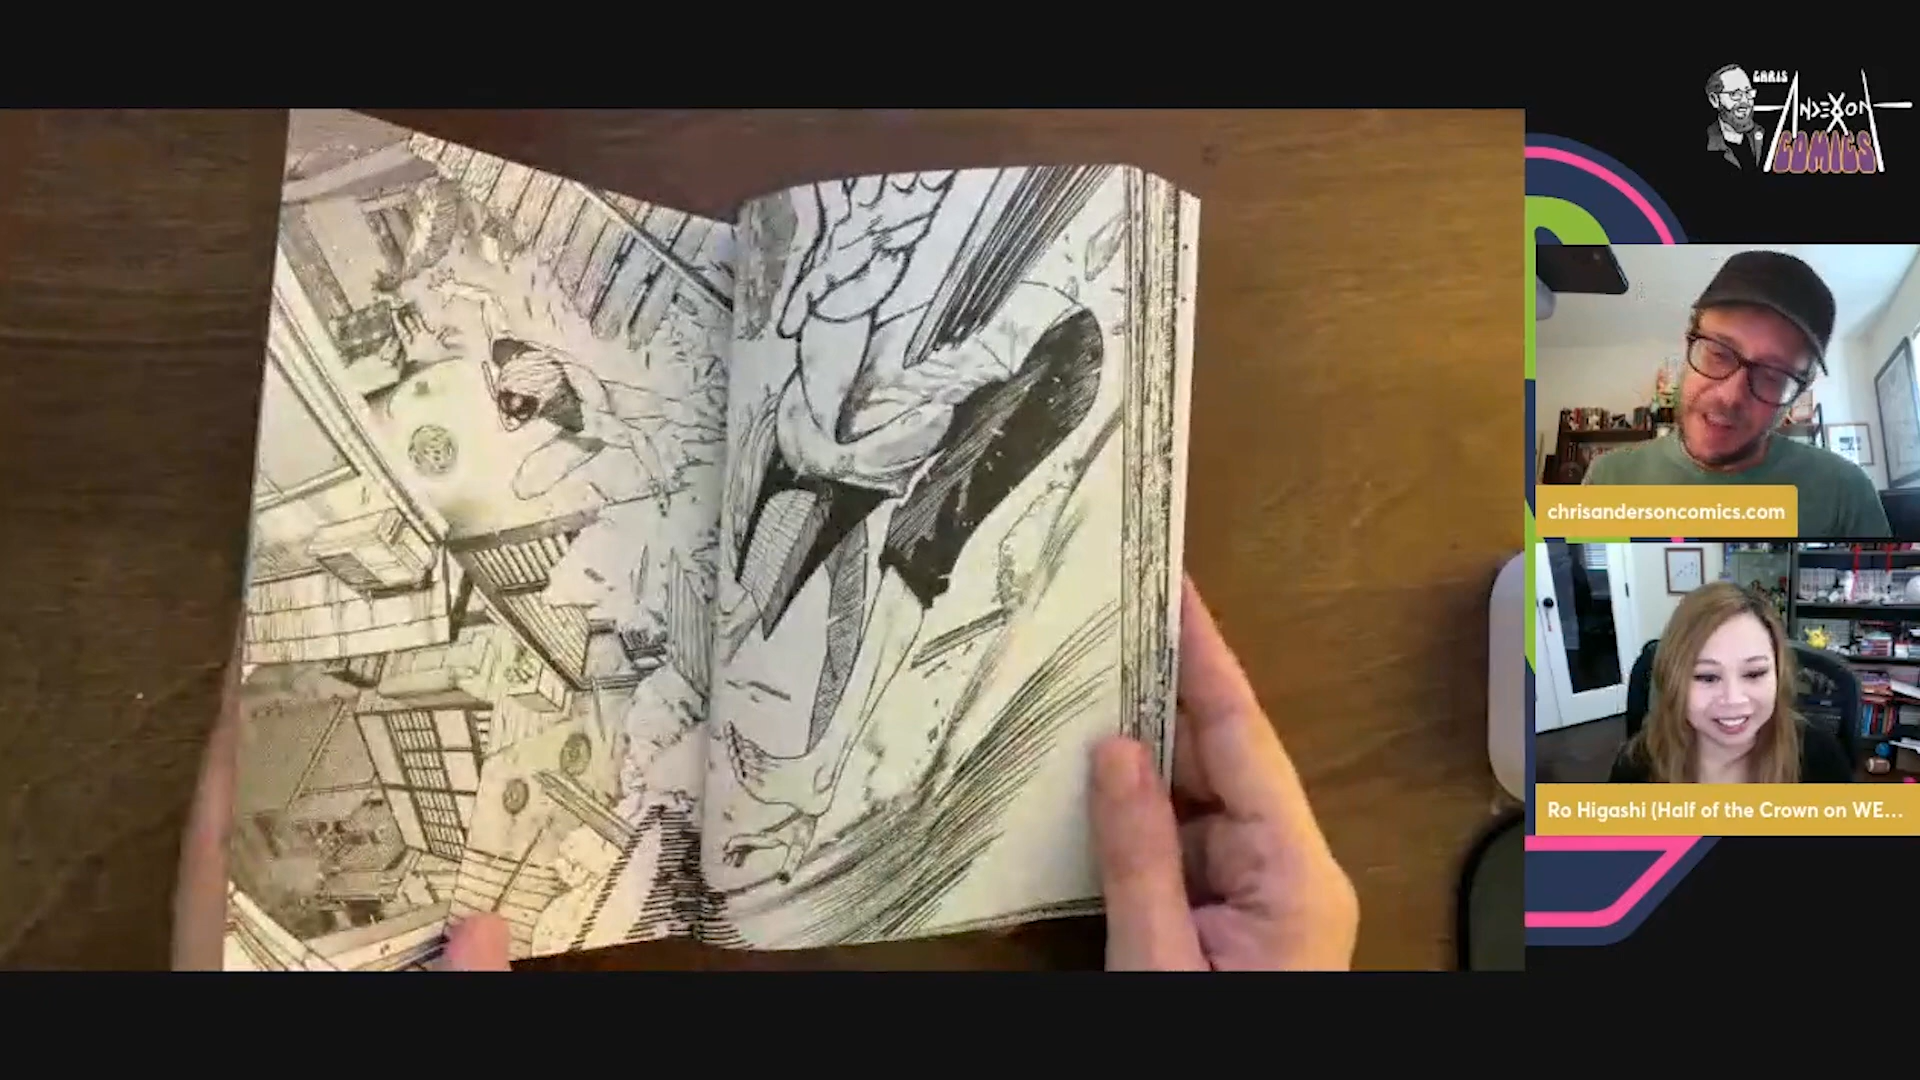 CHRIS
ANDERSON
COMICS
chrisandersoncomics.com
Ro Higashi (Half of the Crown on WE...